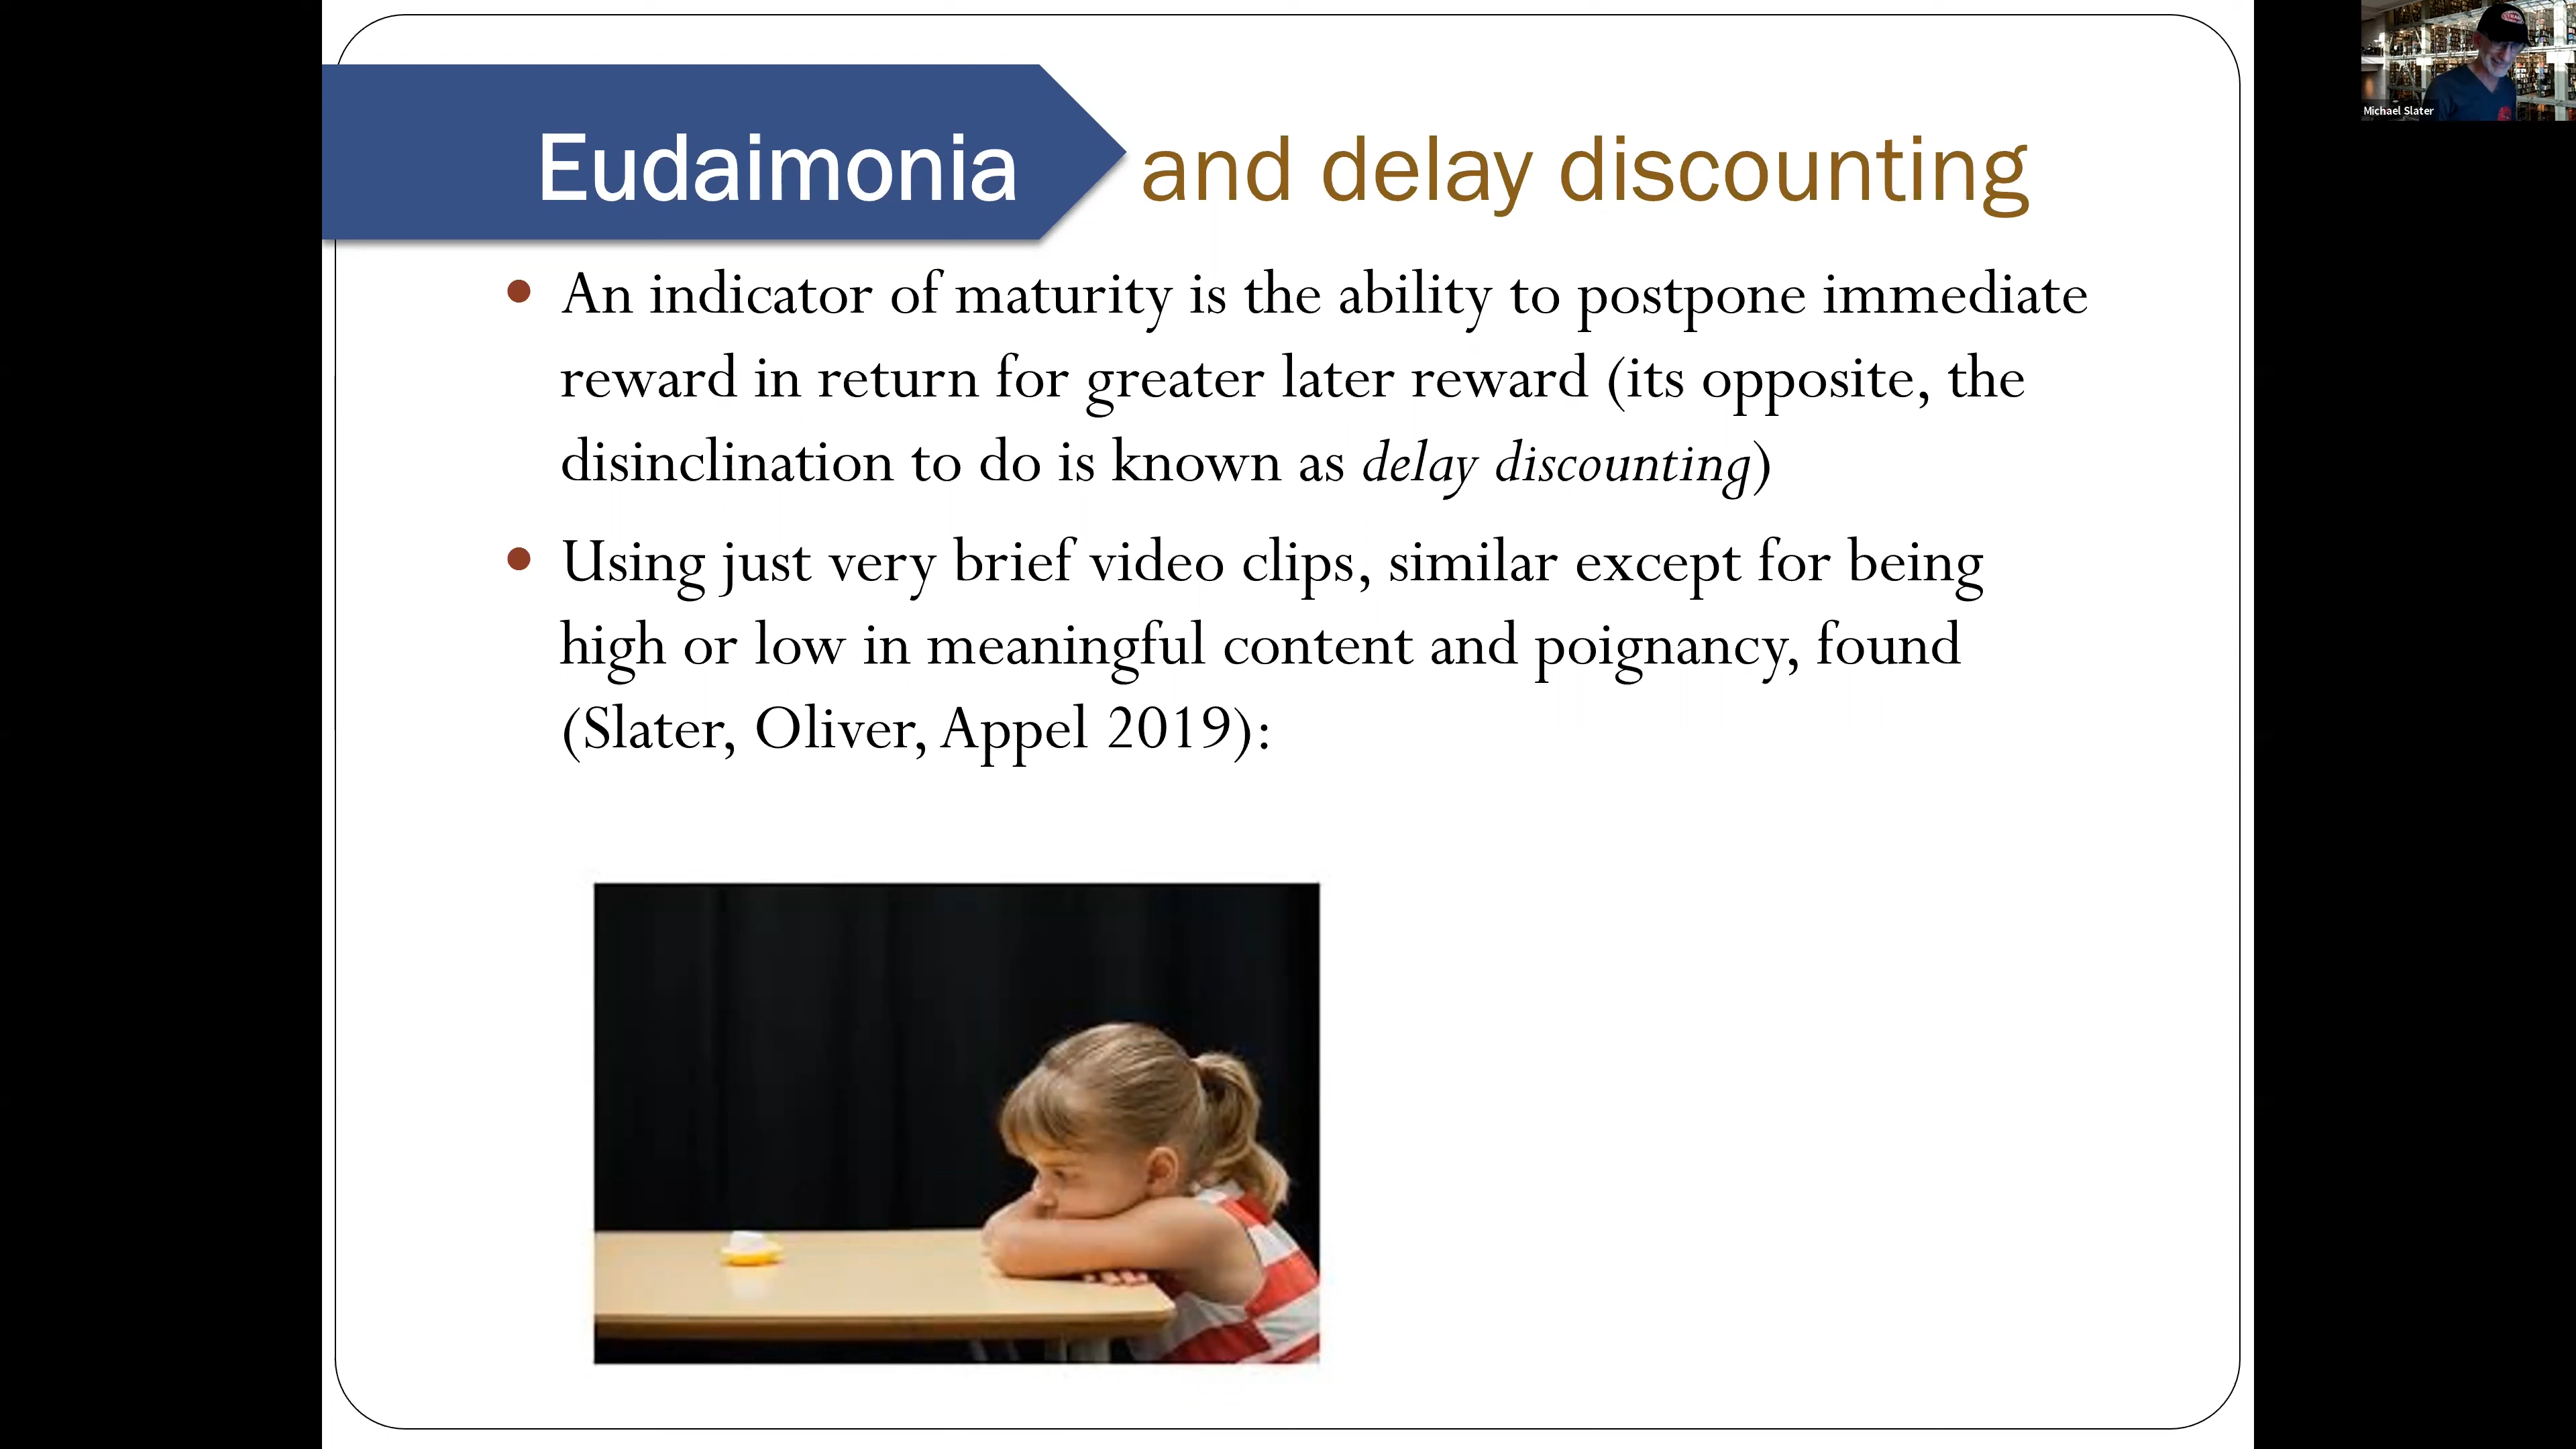 Eudaimonia and delay discounting
An indicator of maturity is the ability to postpone immediate
reward in return for greater later reward (its opposite, the
disinclination to do is known as delay discounting)
Using just very brief video clips, similar except for being
high or low in meaningful content and poignancy, found
(Slater, Oliver, Appel 2019):
Michael Slater